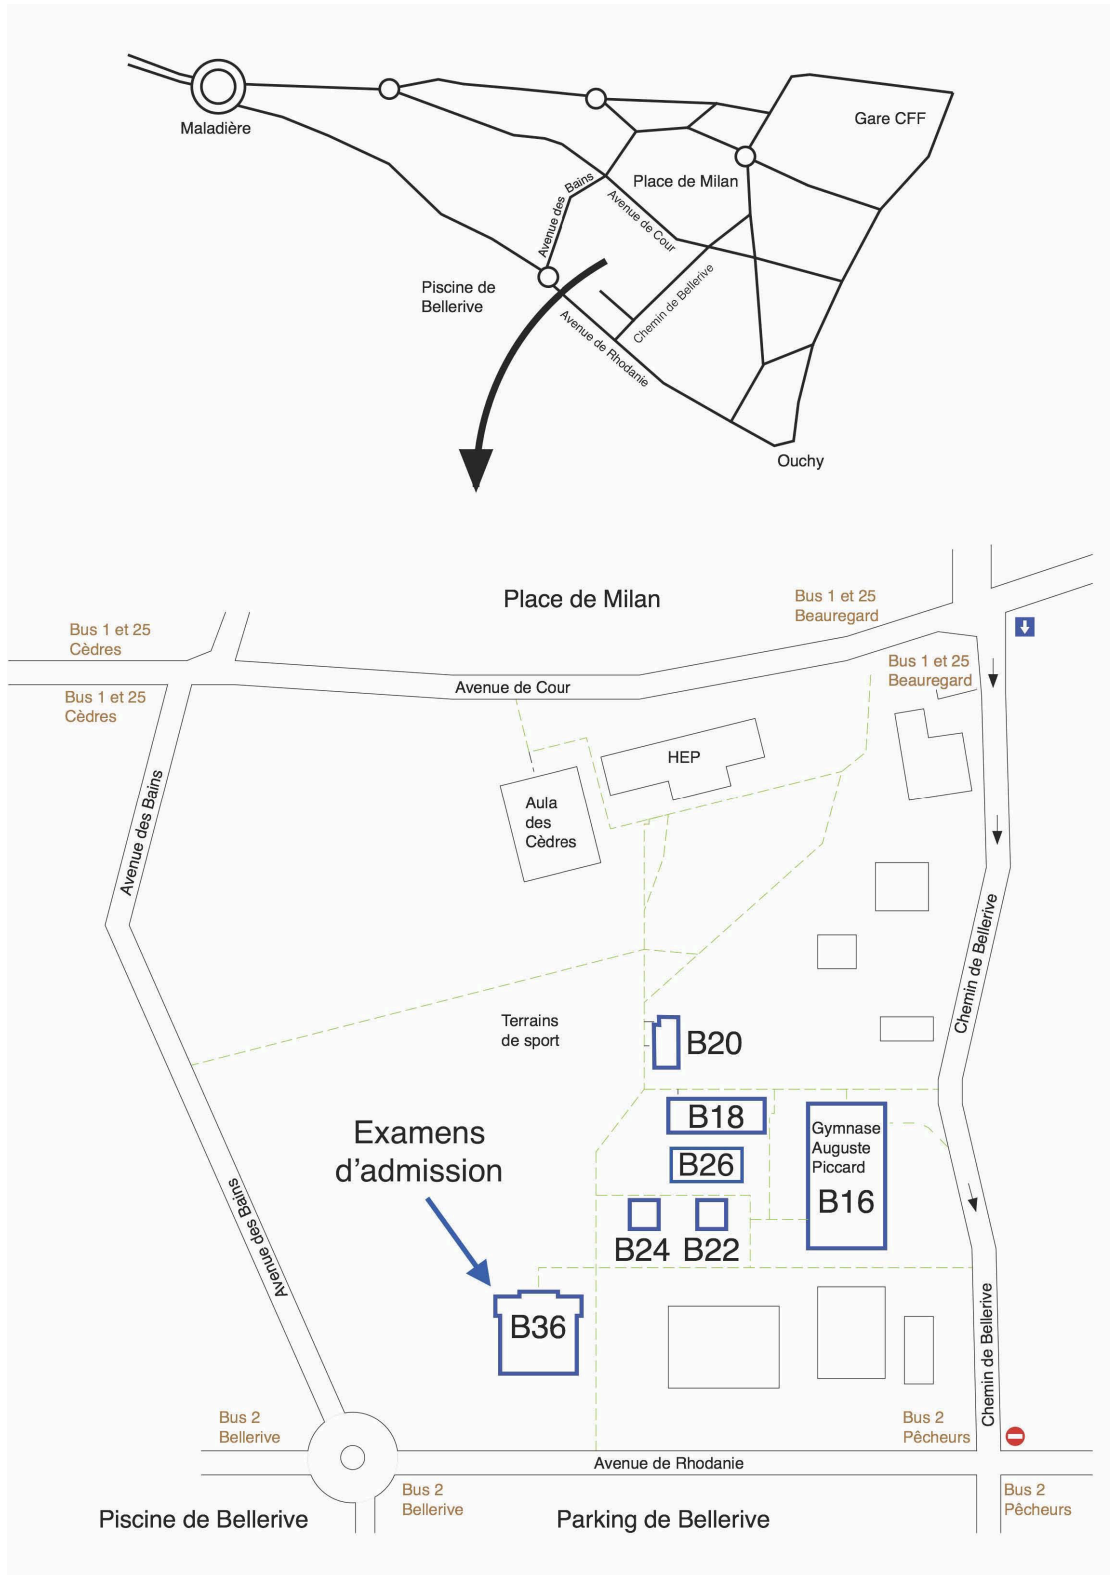 Maladière
Gare CFF
Place de Milan
Avenue des Bains
Avenue de Cour
Piscine de
Bellerive
Chemin de Bellerive
Avenue de Rhodanie
Ouchy
Place de Milan
Bus 1 et 25
Beauregard
Bus 1 et 25
Cèdres
Bus 1 et 25
Beauregard
Bus 1 et 25
Cèdres
Avenue de Cour
HEP
Avenue des Bains
Aula
des
Cèdres
Chemin de Bellerive
Terrains
de sport
B20
B18
Examens
d'admission
Gymnase
Auguste
Piccard
B16
B26
Avenue des Bains
B24
B22
B36
Chemin de Bellerive
Bus 2
Bellerive
Bus 2
Pêcheurs
Avenue de Rhodanie
Bus 2
Bellerive
Bus 2
Pêcheurs
Piscine de Bellerive
Parking de Bellerive